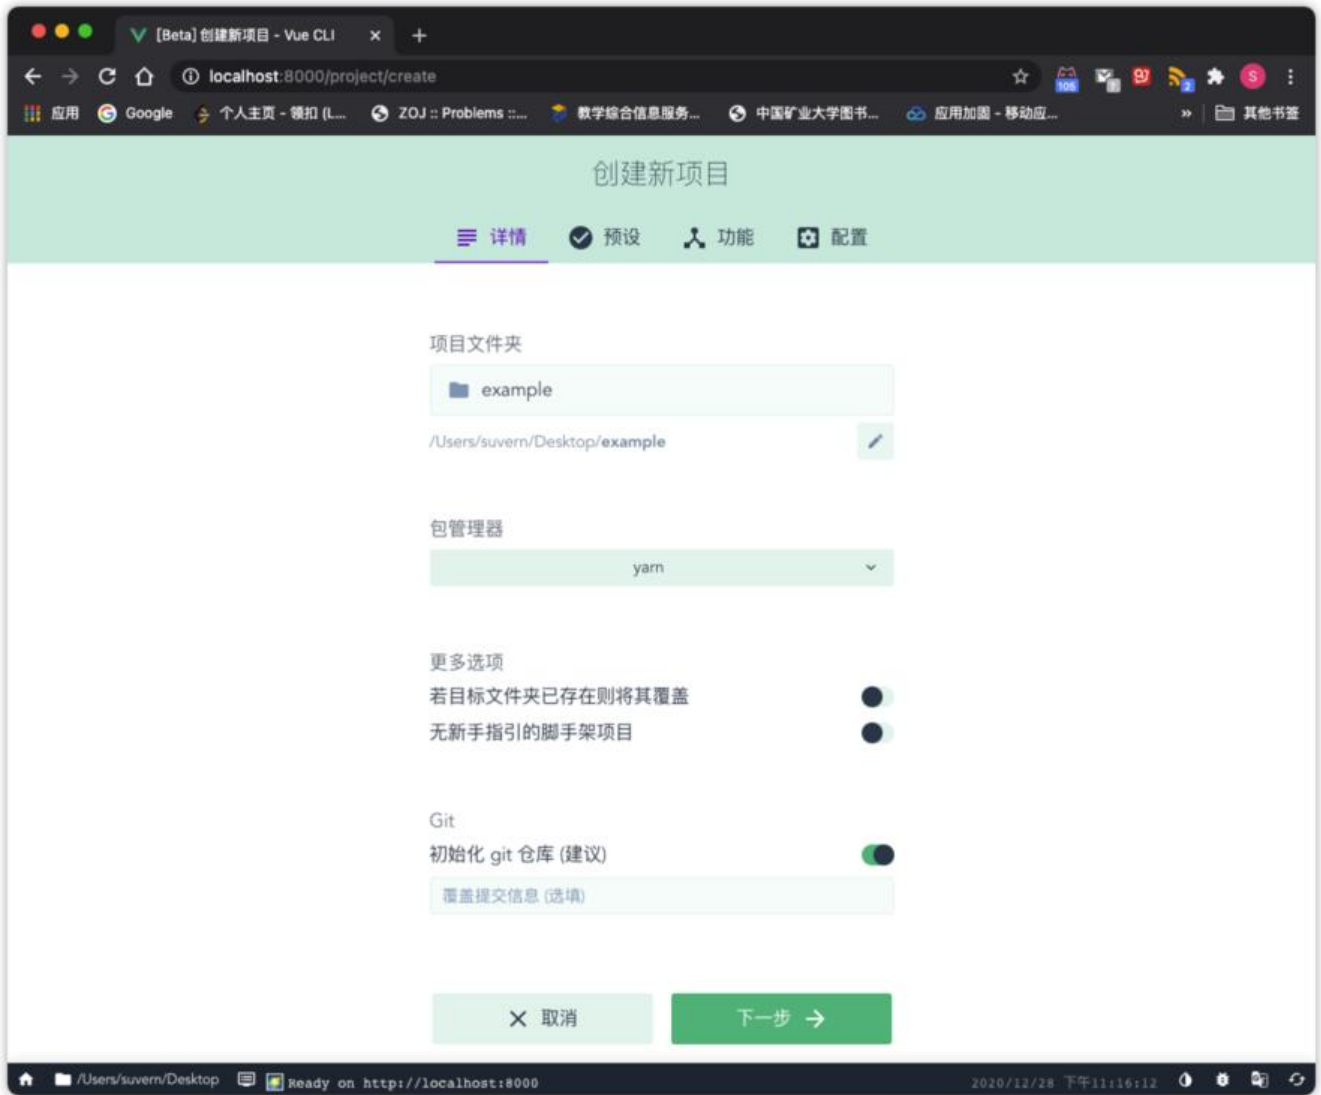 [Beta] 创建新项目 - Vue CLI
localhost:8000/project/create
105
2
S
应用 Google 个人主页 - 领扣 (L... ZOJ :: Problems ::... 教学综合信息服务... 中国矿业大学图书... 应用加固 - 移动应... » 其他书签
创建新项目
详情 预设 功能 配置
项目文件夹
example
/Users/suvern/Desktop/example
包管理器
yarn
更多选项
若目标文件夹已存在则将其覆盖
无新手指引的脚手架项目
Git
初始化 git 仓库 (建议)
覆盖提交信息 (选填)
取消 下一步
/Users/suvern/Desktop Ready on http://localhost:8000 2020/12/28 下午11:16:12